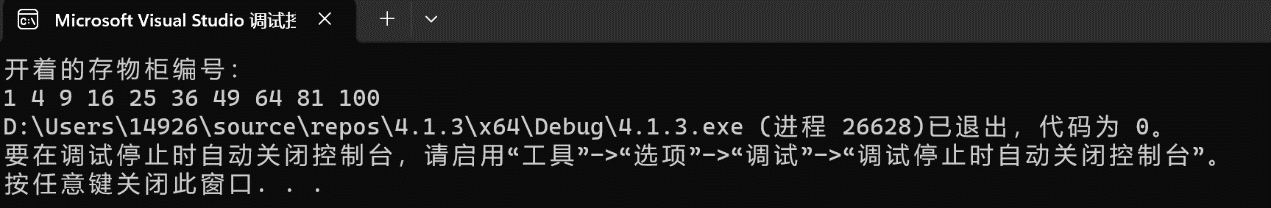 Microsoft Visual Studio 调试
开着的存物柜编号:
1 4 9 16 25 36 49 64 81 100
D:\Users\14926\source\repos\4.1.3\x64\Debug\4.1.3.exe (进程 26628)已退出，代码为 0。
要在调试停止时自动关闭控制台，请启用“工具”->“选项”->“调试”->“调试停止时自动关闭控制台”。
按任意键关闭此窗口. . .